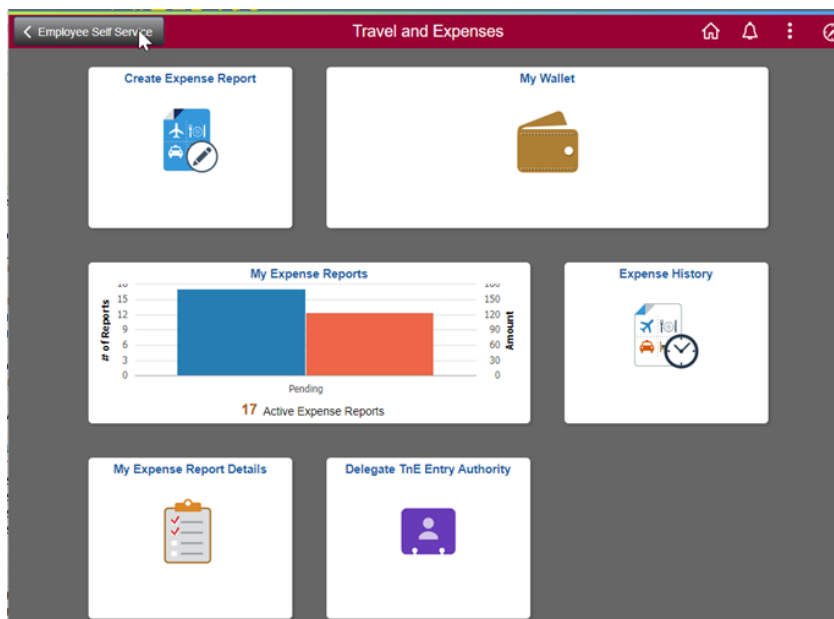 Employee Self Service
Travel and Expenses
Create Expense Report
My Wallet
My Expense Reports
# of Reports
15
12
9
6
3
0
150
120
90
60
30
0
Amount
Pending
17 Active Expense Reports
Expense History
My Expense Report Details
Delegate TnE Entry Authority